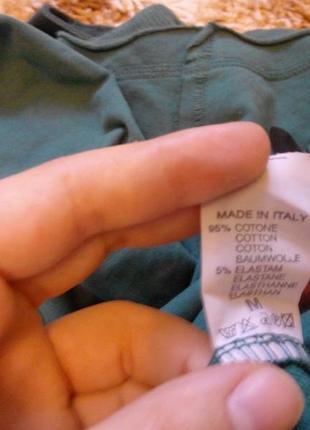 MADE IN ITALY
95% COTONE
COTTON
COTON
BAUMWOLLE
5% ELASTAM
ELASTANE
ELASTHANNE
ELASTHAN
M